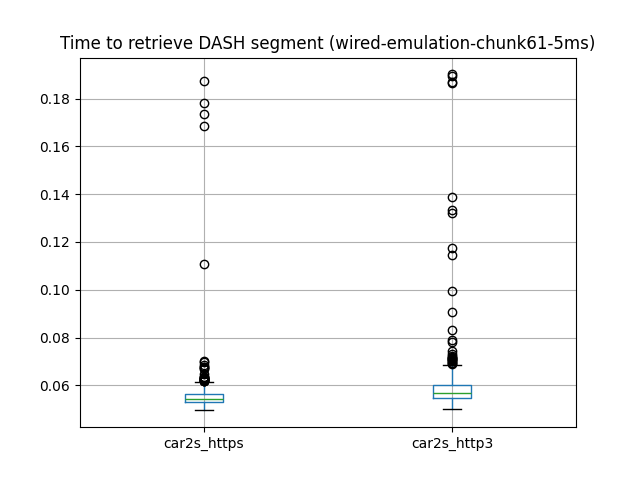 Time to retrieve DASH segment (wired-emulation-chunk61-5ms)
0.18
0.16
0.14
0.12
0.10
0.08
0.06
car2s_https
car2s_http3